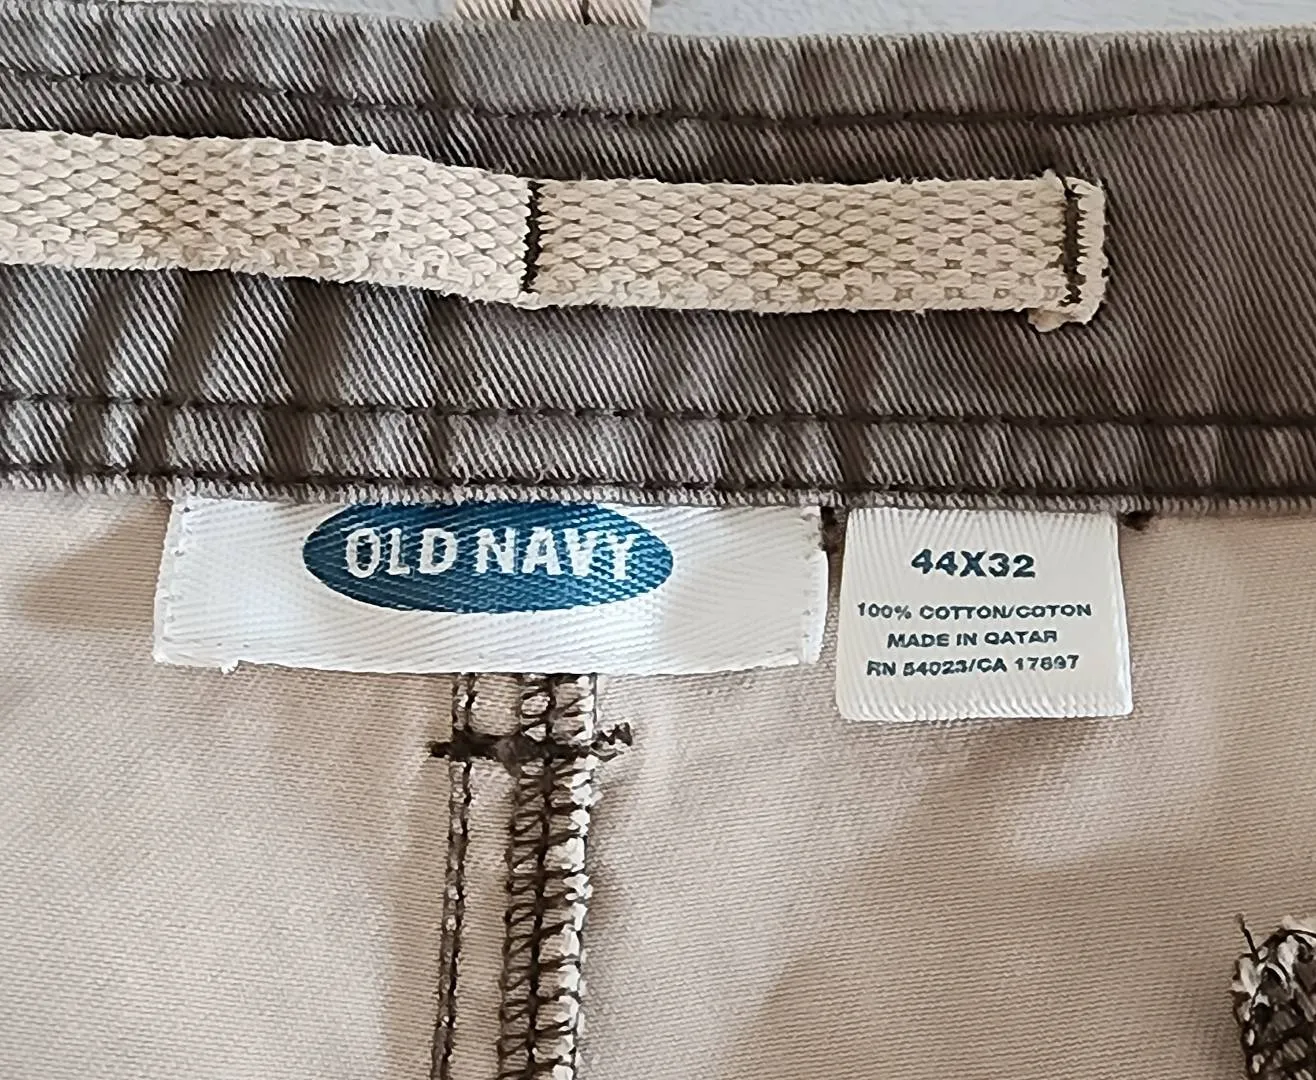 OLD NAVY
44X32
100% COTTON/COTON
MADE IN QATAR
RN 54023/CA 17897